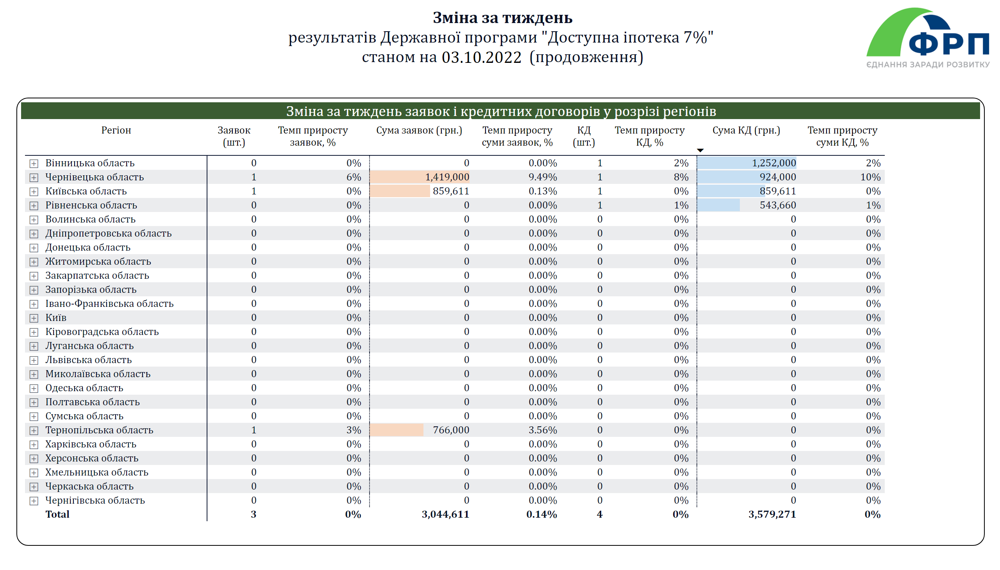 Зміна за тиждень
результатів Державної програми "Доступна іпотека 7%"
станом на 03.10.2022 (продовження)
ФРП
ЄДНАННЯ ЗАРАДИ РОЗВИТКУ
Зміна за тиждень заявок і кредитних договорів у розрізі регіонів
Регіон Заявок (шт.) Темп приросту заявок, % Сума заявок (грн.) Темп приросту суми заявок, % КД (шт.) Темп приросту КД, % Сума КД (грн.) Темп приросту суми КД, %
Вінницька область 0 0% 0 0.00% 1 2% 1,252,000 2%
Чернівецька область 1 6% 1,419,000 9.49% 1 8% 924,000 10%
Київська область 1 0% 859,611 0.13% 1 0% 859,611 0%
Рівненська область 0 0% 0 0.00% 1 1% 543,660 1%
Волинська область 0 0% 0 0.00% 0 0% 0 0%
Дніпропетровська область 0 0% 0 0.00% 0 0% 0 0%
Донецька область 0 0% 0 0.00% 0 0% 0 0%
Житомирська область 0 0% 0 0.00% 0 0% 0 0%
Закарпатська область 0 0% 0 0.00% 0 0% 0 0%
Запорізька область 0 0% 0 0.00% 0 0% 0 0%
Івано-Франківська область 0 0% 0 0.00% 0 0% 0 0%
Київ 0 0% 0 0.00% 0 0% 0 0%
Кіровоградська область 0 0% 0 0.00% 0 0% 0 0%
Луганська область 0 0% 0 0.00% 0 0% 0 0%
Львівська область 0 0% 0 0.00% 0 0% 0 0%
Миколаївська область 0 0% 0 0.00% 0 0% 0 0%
Одеська область 0 0% 0 0.00% 0 0% 0 0%
Полтавська область 0 0% 0 0.00% 0 0% 0 0%
Сумська область 0 0% 0 0.00% 0 0% 0 0%
Тернопільська область 1 3% 766,000 3.56% 0 0% 0 0%
Харківська область 0 0% 0 0.00% 0 0% 0 0%
Херсонська область 0 0% 0 0.00% 0 0% 0 0%
Хмельницька область 0 0% 0 0.00% 0 0% 0 0%
Черкаська область 0 0% 0 0.00% 0 0% 0 0%
Чернігівська область 0 0% 0 0.00% 0 0% 0 0%
Total 3 0% 3,044,611 0.14% 4 0% 3,579,271 0%